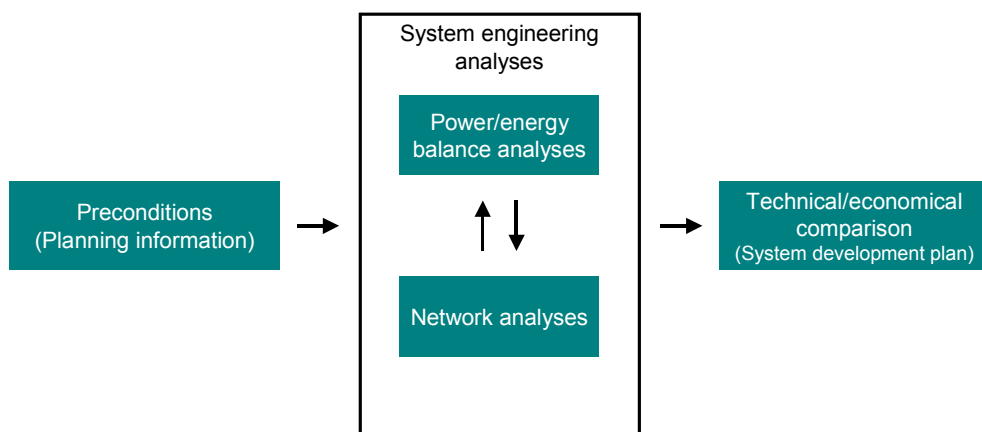 System engineering
analyses
Power/energy
balance analyses
Preconditions
(Planning information)
Technical/economical
comparison
(System development plan)
Network analyses